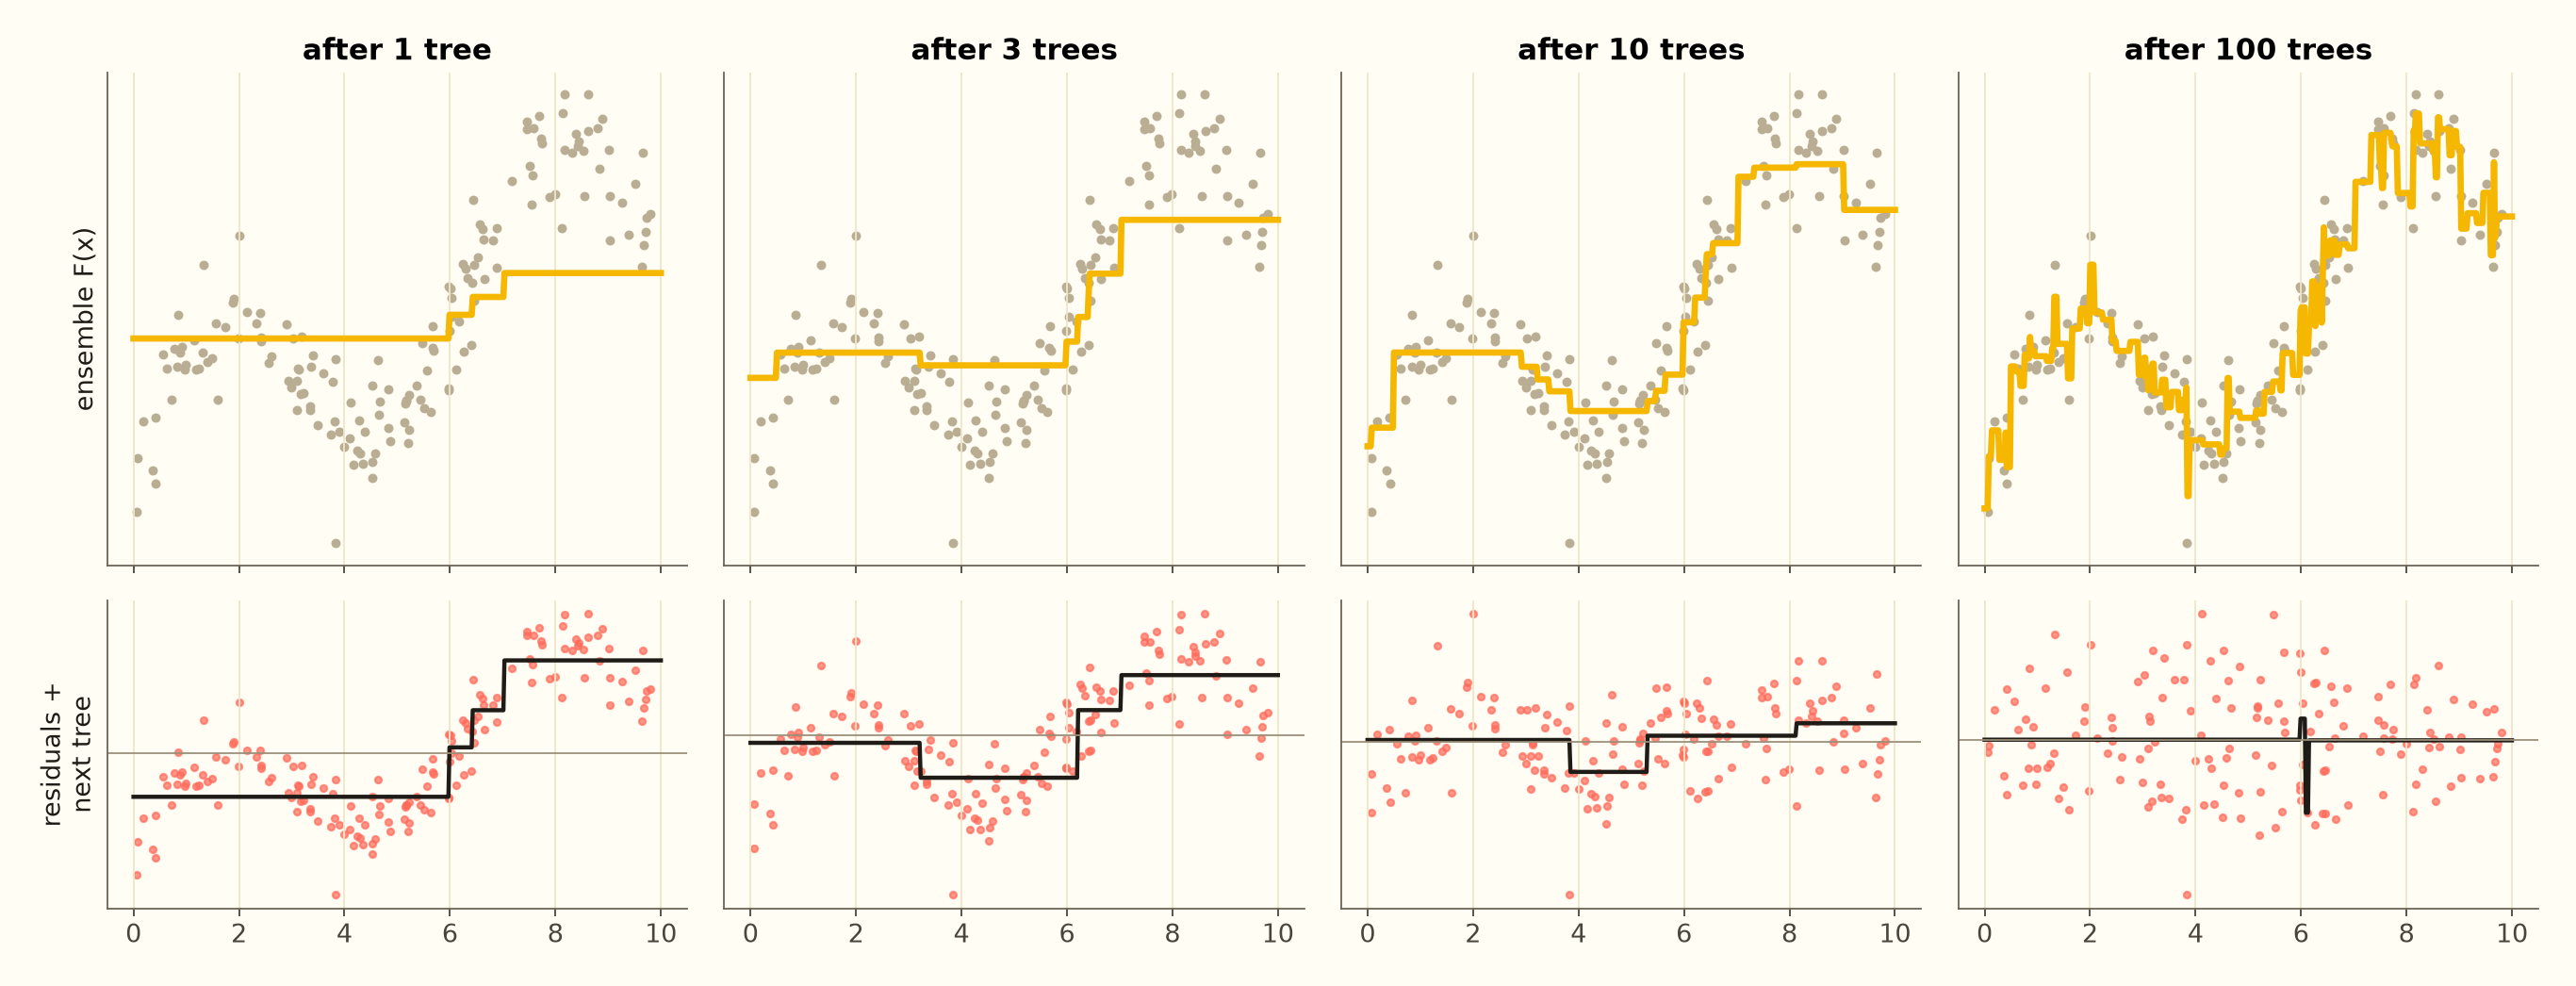 after 1 tree
after 3 trees
after 10 trees
after 100 trees
ensemble F(x)
residuals +
next tree
0 2 4 6 8 10
0 2 4 6 8 10
0 2 4 6 8 10
0 2 4 6 8 10